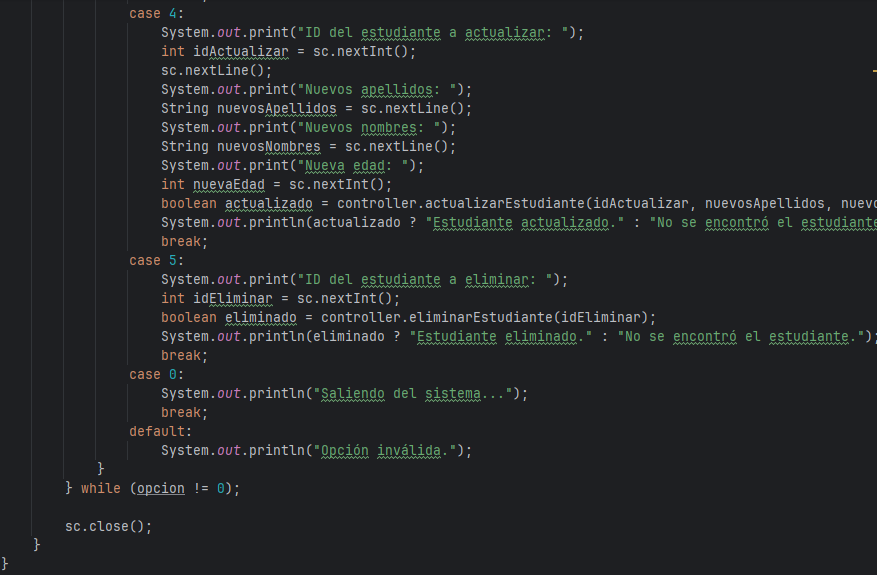 case 4:
System.out.print("ID del estudiante a actualizar: ");
int idActualizar = sc.nextInt();
sc.nextLine();
System.out.print("Nuevos apellidos: ");
String nuevosApellidos = sc.nextLine();
System.out.print("Nuevos nombres: ");
String nuevosNombres = sc.nextLine();
System.out.print("Nueva edad: ");
int nuevaEdad = sc.nextInt();
boolean actualizado = controller.actualizarEstudiante(idActualizar, nuevosApellidos, nuevo
System.out.println(actualizado ? "Estudiante actualizado." : "No se encontró el estudiante
break;
case 5:
System.out.print("ID del estudiante a eliminar: ");
int idEliminar = sc.nextInt();
boolean eliminado = controller.eliminarEstudiante(idEliminar);
System.out.println(eliminado ? "Estudiante eliminado." : "No se encontró el estudiante.");
break;
case 0:
System.out.println("Saliendo del sistema...");
break;
default:
System.out.println("Opción inválida.");
}
} while (opcion != 0);
sc.close();
}
}